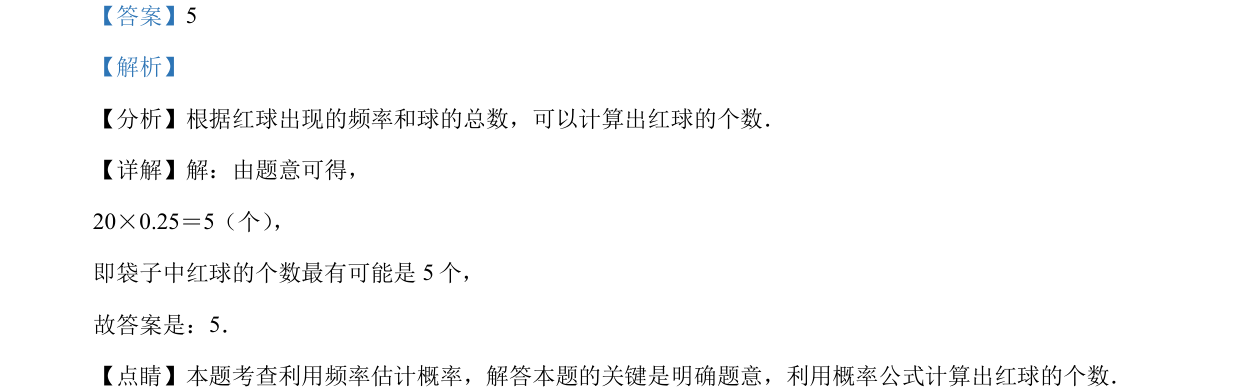 【答案】5
【解析】
【分析】根据红球出现的频率和球的总数，可以计算出红球的个数．
【详解】解：由题意可得，
20×0.25＝5（个），
即袋子中红球的个数最有可能是 5 个，
故答案是：5．
【点睛】本题考查利用频率估计概率，解答本题的关键是明确题意，利用概率公式计算出红球的个数．